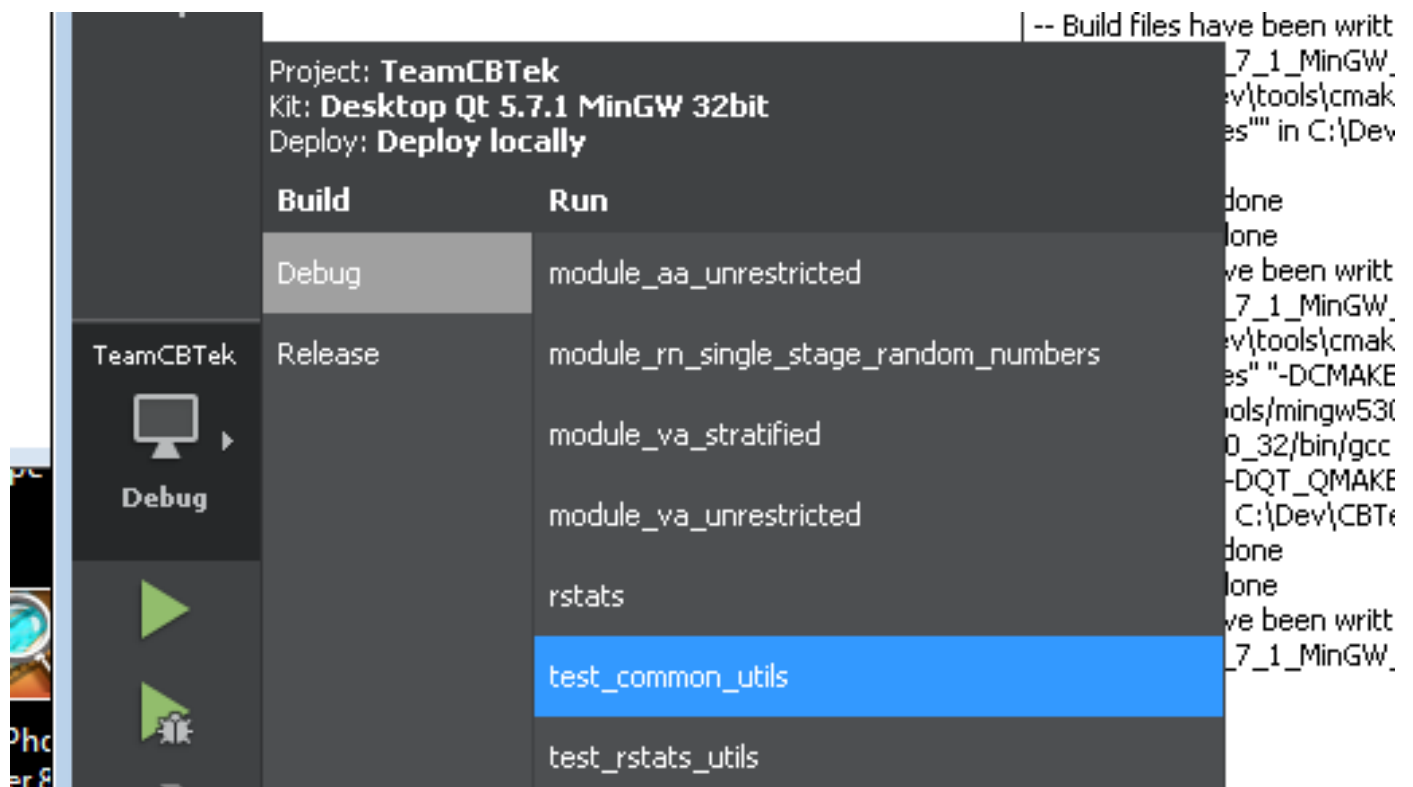 Project: TeamCBTek
Kit: Desktop Qt 5.7.1 MinGW 32bit
Deploy: Deploy locally
Build
Run
Debug
Release
module_aa_unrestricted
module_rn_single_stage_random_numbers
module_va_stratified
module_va_unrestricted
rstats
test_common_utils
test_rstats_utils
TeamCBTek
Debug
-- Build files have been writt
_7_1_MinGW_
v\tools\cmak
es"" in C:\Dev
done
done
ve been writt
_7_1_MinGW_
v\tools\cmak
es" "-DCMAKE
ools/mingw530
0_32/bin/gcc
-DQT_QMAKE
C:\Dev\CBTe
done
done
ve been writt
_7_1_MinGW_
Pho
er 8